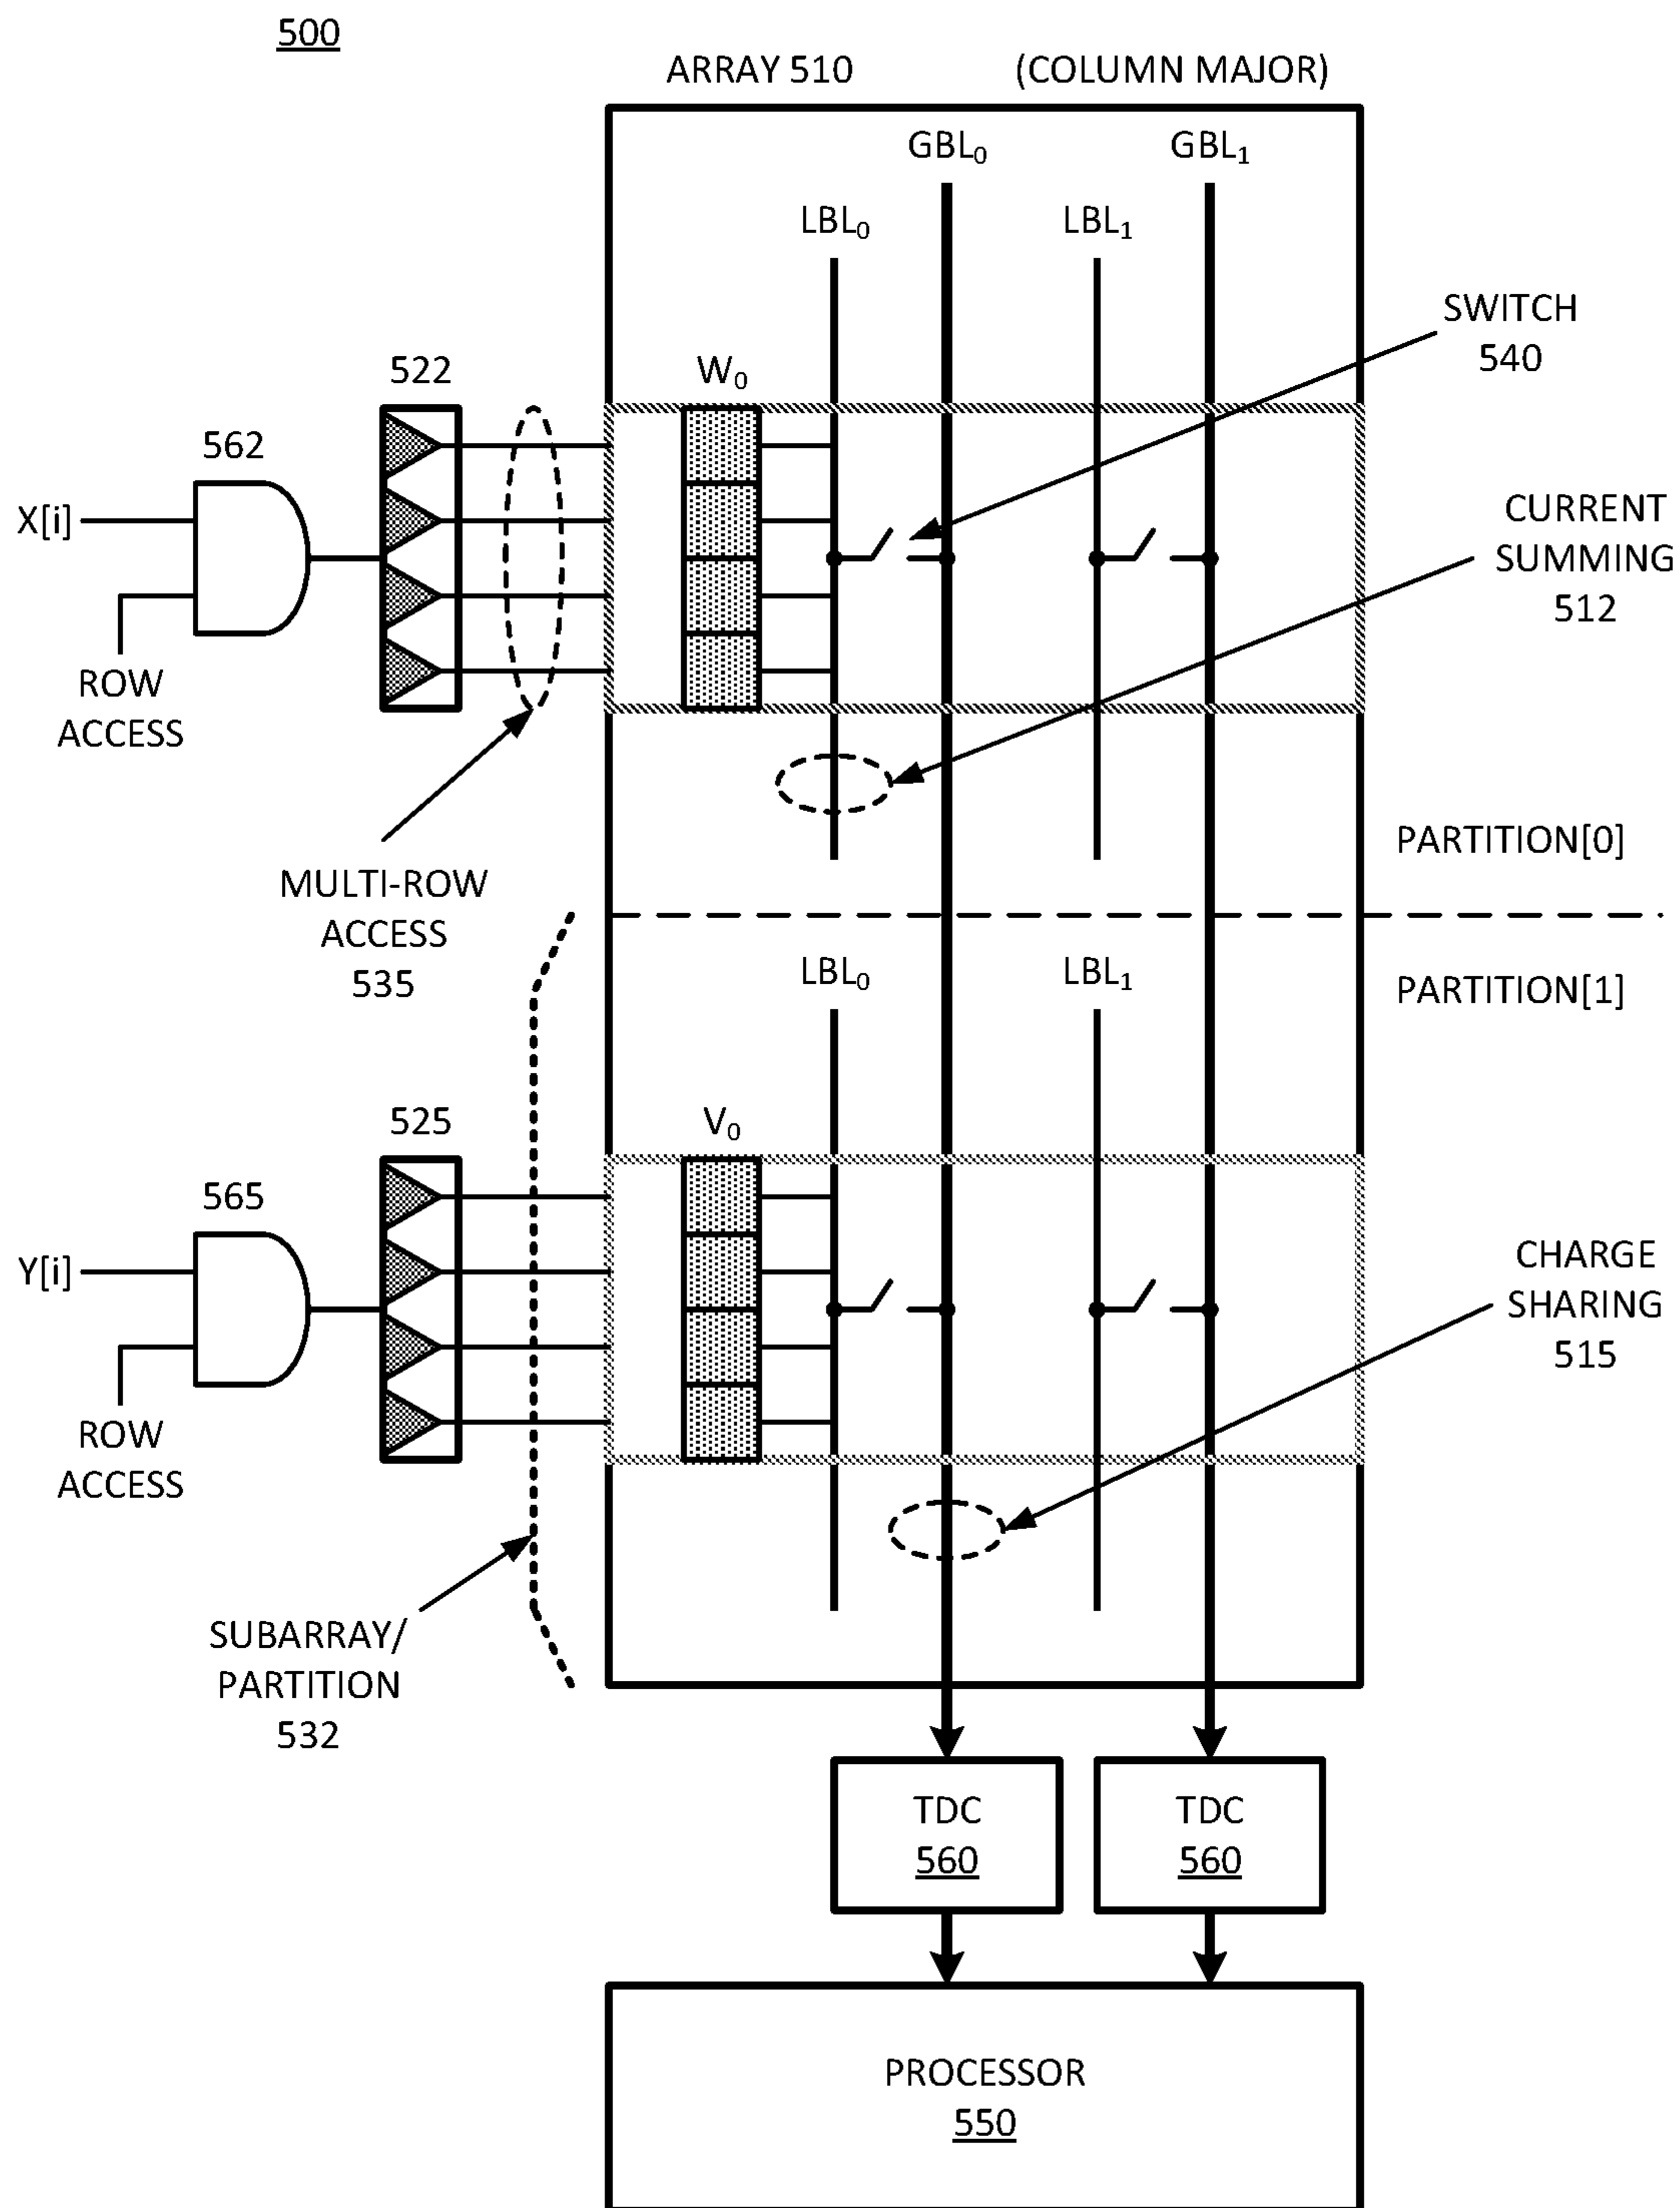 500
ARRAY 510 (COLUMN MAJOR)
GBL₀ GBL₁
LBL₀ LBL₁
SWITCH
540
522
W₀
562
X[i]
CURRENT
SUMMING
512
ROW
ACCESS
PARTITION[0]
MULTI-ROW
ACCESS
535
LBL₀ LBL₁
PARTITION[1]
525
V₀
565
Y[i]
CHARGE
SHARING
515
ROW
ACCESS
SUBARRAY/
PARTITION
532
TDC
560
TDC
560
PROCESSOR
550